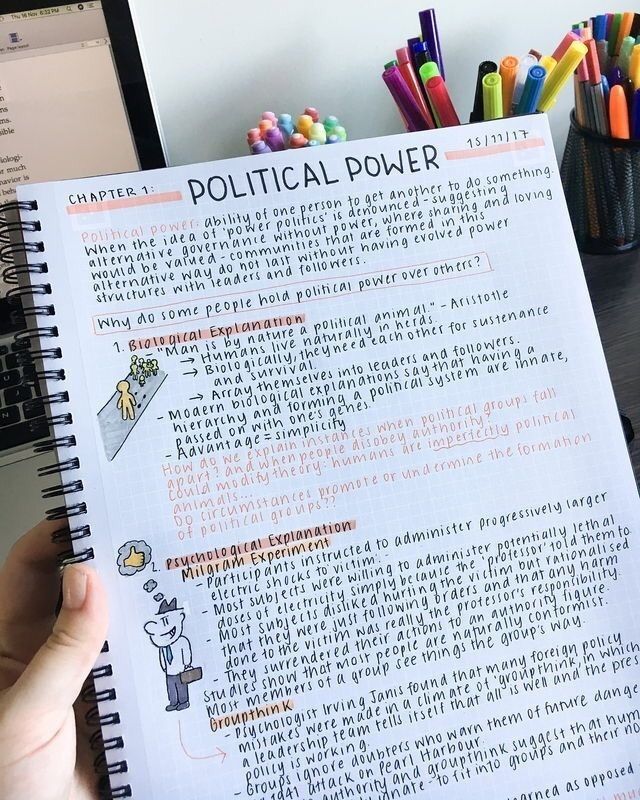 Thu 16 Nov 6:32 PM
CHAPTER 1:
POLITICAL POWER
15/11/17
Political power: ability of one person to get another to do something.
When the idea of 'power politics' is denounced - suggesting
alternative governance without power, where sharing and loving
would be valued - communities that are formed in this
alternative way do not last without having evolved power
structures with leaders and followers.
Why do some people hold political power over others?
1. Biological Explanation
- "Man is by nature a political animal." - Aristotle
→ Humans live naturally in herds.
→ Biologically, they need each other for sustenance
and survival.
→ Array themselves into leaders and followers.
- Modern biological explanations say that having a
hierarchy and forming a political system are innate,
passed on with one's genes.
- Advantage = simplicity
How do we explain instances when political groups fall
apart? and when people disobey authority?
Could modify theory: humans are imperfectly political
animals...
Do circumstances promote or undermine the formation
of political groups??
Psychological Explanation
Milgram Experiment
- Participants instructed to administer progressively larger
electric shocks to victim.
- Most subjects were willing to administer potentially lethal
doses of electricity simply because the 'professor' told them to
- Most subjects disliked hurting the victim but rationalised
that they were just following orders and that any harm
done to the victim was really the professor's responsibility.
- They surrendered their actions to an authority figure.
Studies show that most people are naturally conformist.
Most members of a group see things the group's way.
Groupthink
- Psychologist Irving Janis found that many foreign policy
mistakes were made in a climate of 'groupthink', in which
a leadership team tells itself that all is well and the
policy is working.
- Groups ignore doubters who warn them of future
1941 attack on Pearl Harbour.
authority and groupthink suggest that
innate - to fit into groups and their
as opposed